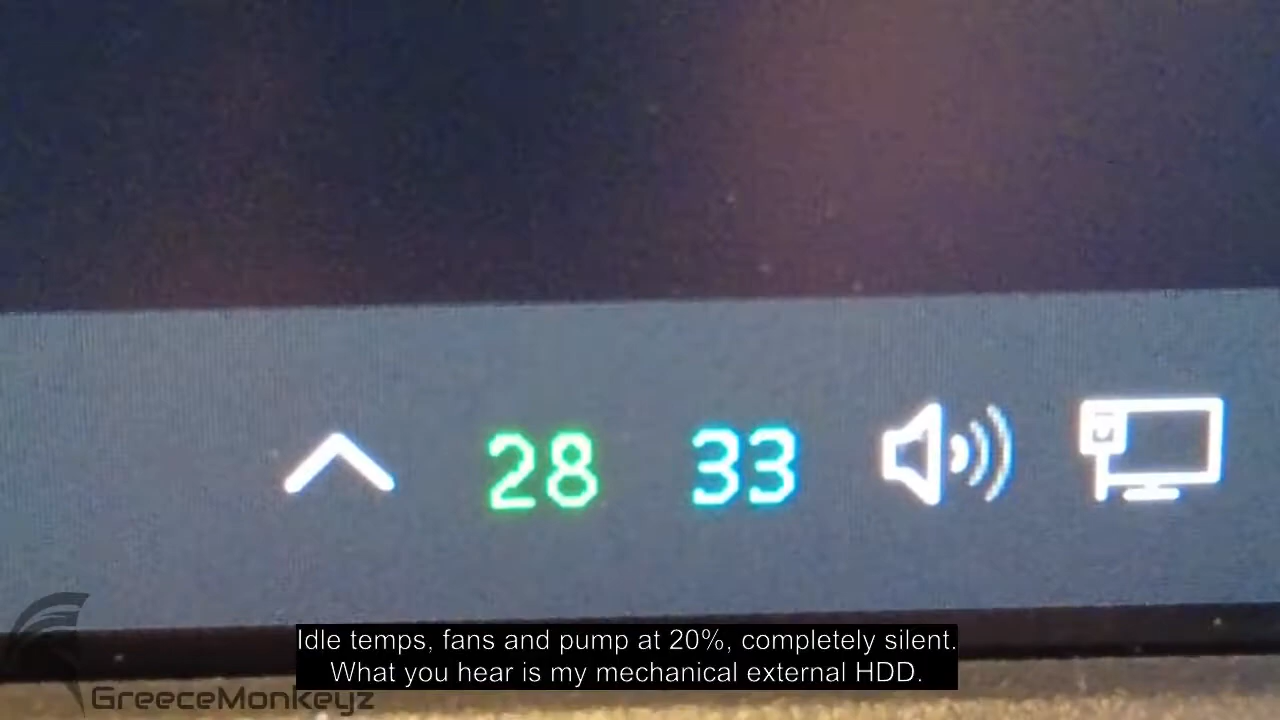 28 33
Idle temps, fans and pump at 20%, completely silent.
What you hear is my mechanical external HDD.
GreeceMonkeyz